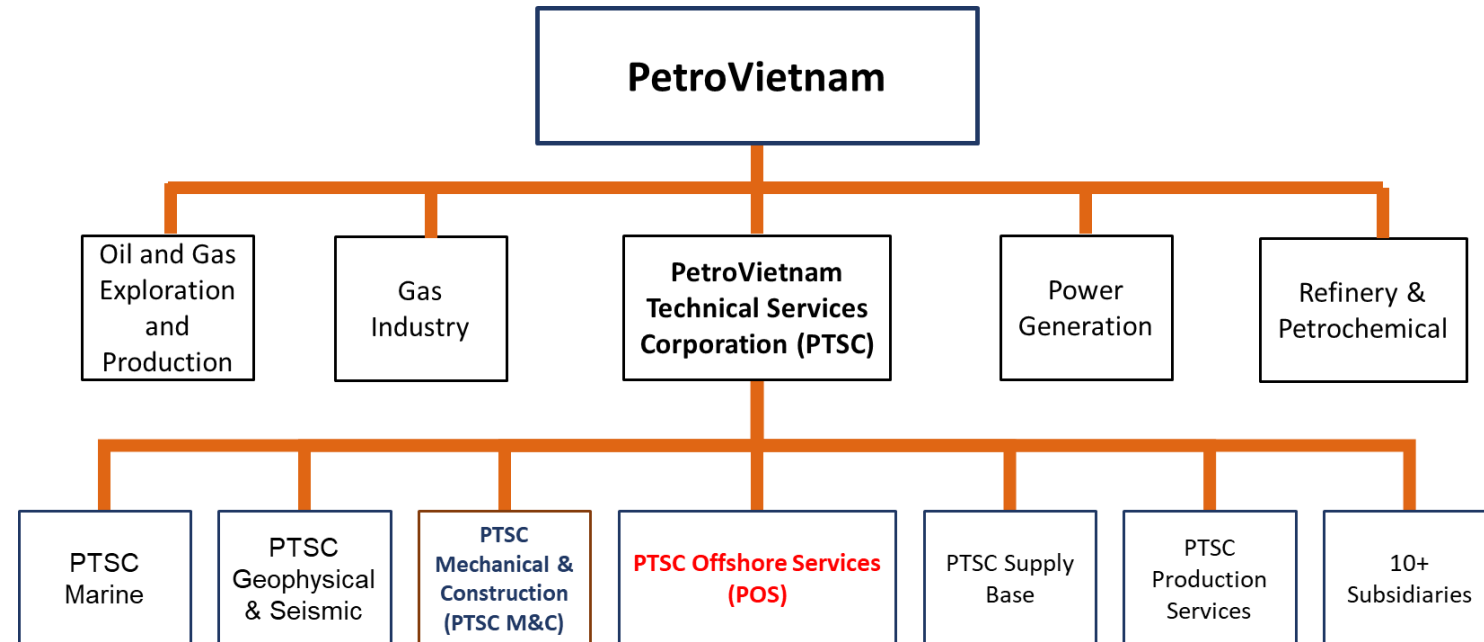 PetroVietnam
Oil and Gas
Exploration
and
Production
Gas
Industry
PetroVietnam
Technical Services
Corporation (PTSC)
Power
Generation
Refinery &
Petrochemical
PTSC
Marine
PTSC
Geophysical
& Seismic
PTSC
Mechanical &
Construction
(PTSC M&C)
PTSC Offshore Services
(POS)
PTSC Supply
Base
PTSC
Production
Services
10+
Subsidiaries